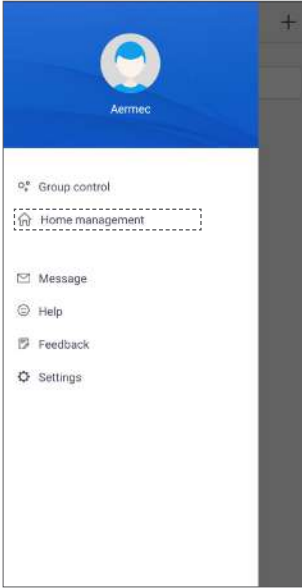 Aermec
Group control
Home management
Message
Help
Feedback
Settings